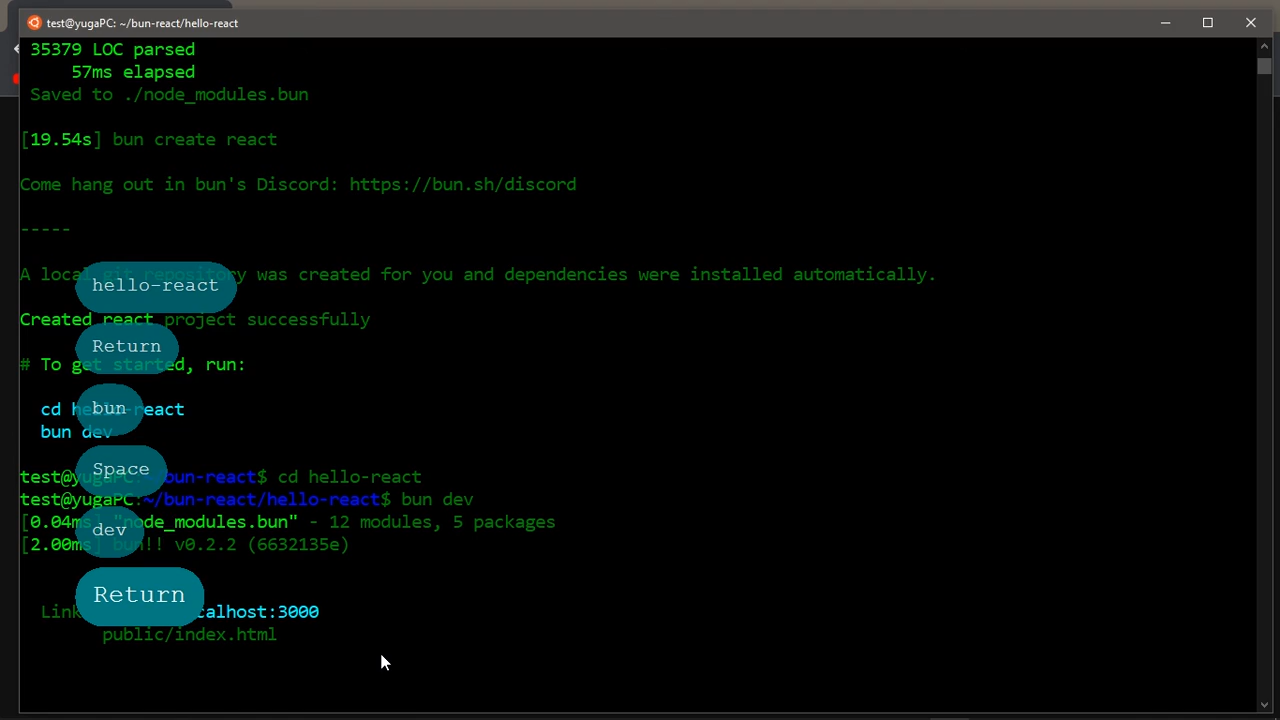 test@yugaPC: ~/bun-react/hello-react
35379 LOC parsed
57ms elapsed
Saved to ./node_modules.bun
[19.54s] bun create react
Come hang out in bun's Discord: https://bun.sh/discord
-----
A local git repository was created for you and dependencies were installed automatically.
hello-react
Created react project successfully
Return
# To get started, run:
cd hello-react
bun
bun dev
Space
test@yugaPC:~/bun-react$ cd hello-react
test@yugaPC:~/bun-react/hello-react$ bun dev
[0.04ms] "node_modules.bun" - 12 modules, 5 packages
dev
[2.00ms] bun!! v0.2.2 (6632135e)
Return
Link calhost:3000
public/index.html